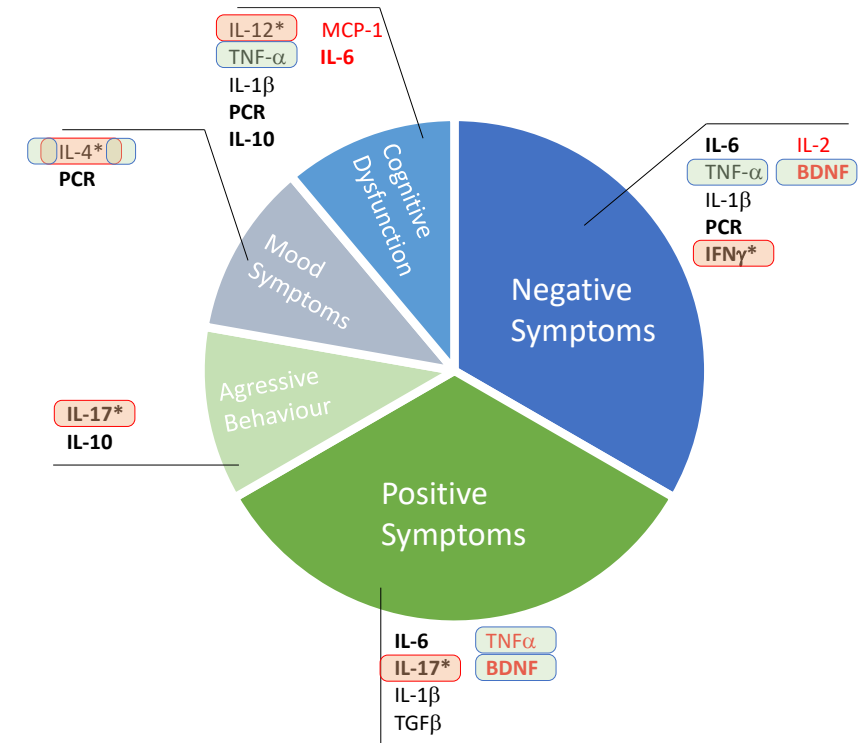 IL-12* MCP-1
TNF-α IL-6
IL-1β
PCR
IL-10
IL-4*
PCR
IL-6 IL-2
TNF-α BDNF
IL-1β
PCR
IFNγ*
Cognitive
Dysfunction
Mood
Symptoms
Negative
Symptoms
Agressive
Behaviour
IL-17*
IL-10
Positive
Symptoms
IL-6 TNFα
IL-17* BDNF
IL-1β
TGFβ